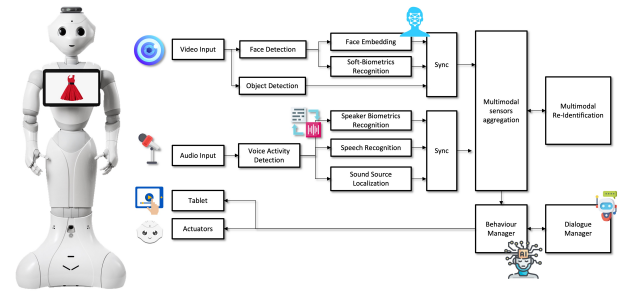 Video Input
Face Detection
Face Embedding
Soft-Biometrics
Recognition
Object Detection
Sync
Multimodal
sensors
aggregation
Multimodal
Re-Identification
Audio Input
Voice Activity
Detection
Speaker Biometrics
Recognition
Speech Recognition
Sound Source
Localization
Sync
Tablet
Actuators
Behaviour
Manager
Dialogue
Manager